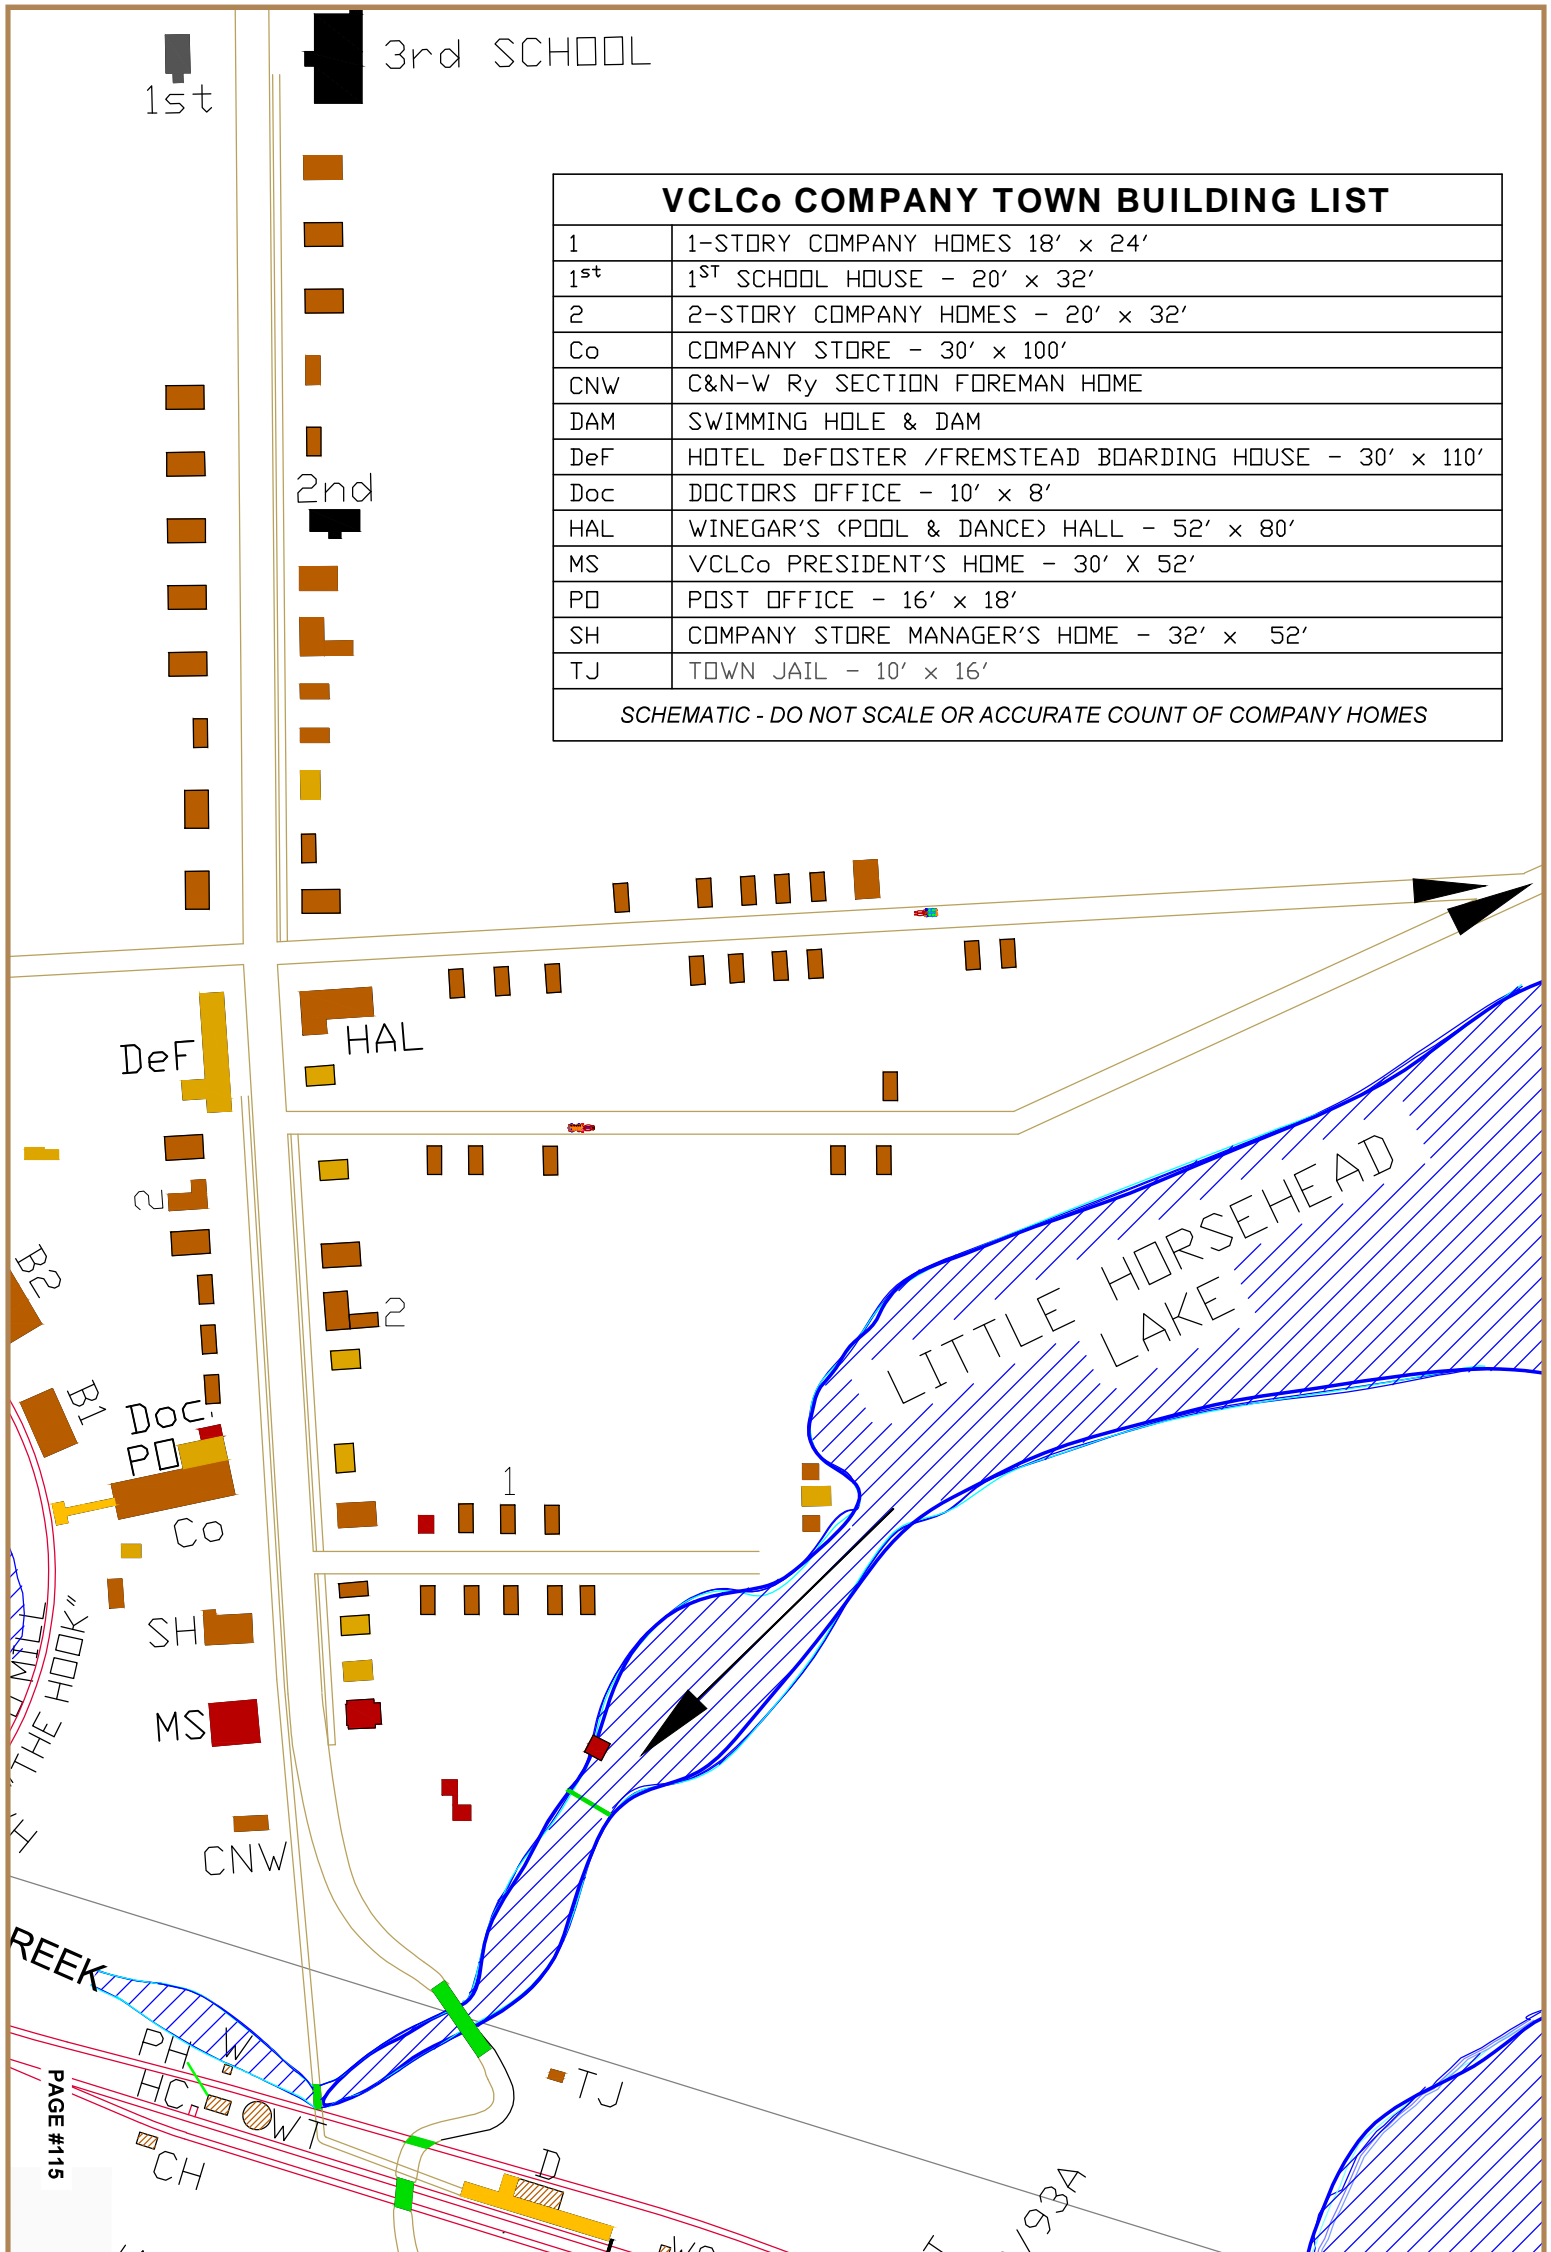 1st
3rd SCHOOL
VCLCo COMPANY TOWN BUILDING LIST
1 1-STORY COMPANY HOMES 18' x 24'
1st 1ST SCHOOL HOUSE - 20' x 32'
2 2-STORY COMPANY HOMES - 20' x 32'
Co COMPANY STORE - 30' x 100'
CNW C&N-W Ry SECTION FOREMAN HOME
DAM SWIMMING HOLE & DAM
DeF HOTEL DeFOSTER /FREMSTEAD BOARDING HOUSE - 30' x 110'
Doc DOCTORS OFFICE - 10' x 8'
HAL WINEGAR'S (POOL & DANCE) HALL - 52' x 80'
MS VCLCo PRESIDENT'S HOME - 30' X 52'
PO POST OFFICE - 16' x 18'
SH COMPANY STORE MANAGER'S HOME - 32' x 52'
TJ TOWN JAIL - 10' x 16'
SCHEMATIC - DO NOT SCALE OR ACCURATE COUNT OF COMPANY HOMES
2nd
HAL
DeF
2
B2
2
LITTLE HORSEHEAD
LAKE
B1
Doc
PO
1
Co
SH
MILL
"THE HOOK"
MS
CNW
H
REEK
PH
W
HC
WT
TJ
CH
D
PAGE #115
/93A